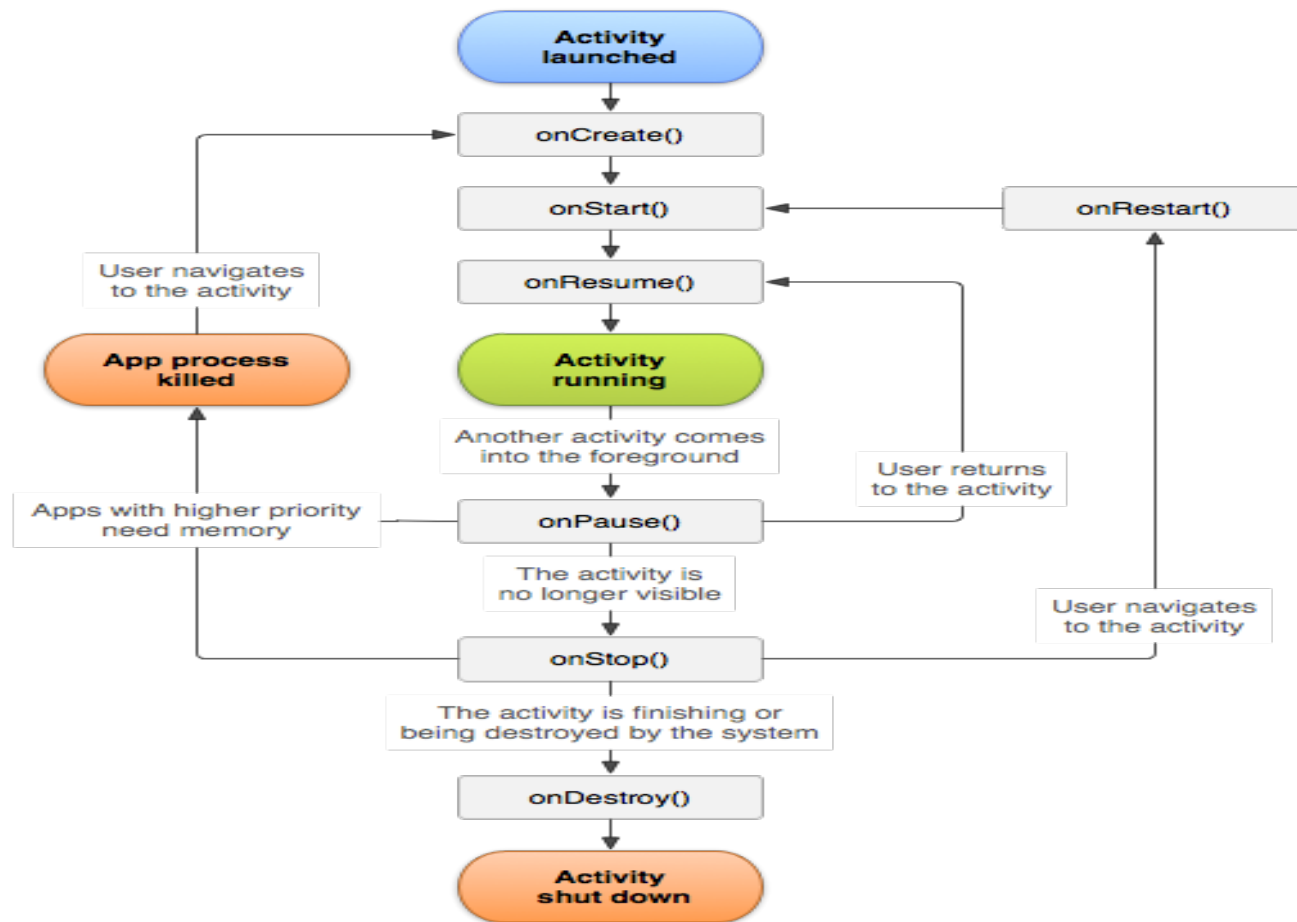 Activity
launched
onCreate()
onStart()
onRestart()
User navigates
to the activity
onResume()
App process
killed
Activity
running
Another activity comes
into the foreground
User returns
to the activity
Apps with higher priority
need memory
onPause()
The activity is
no longer visible
User navigates
to the activity
onStop()
The activity is finishing or
being destroyed by the system
onDestroy()
Activity
shut down